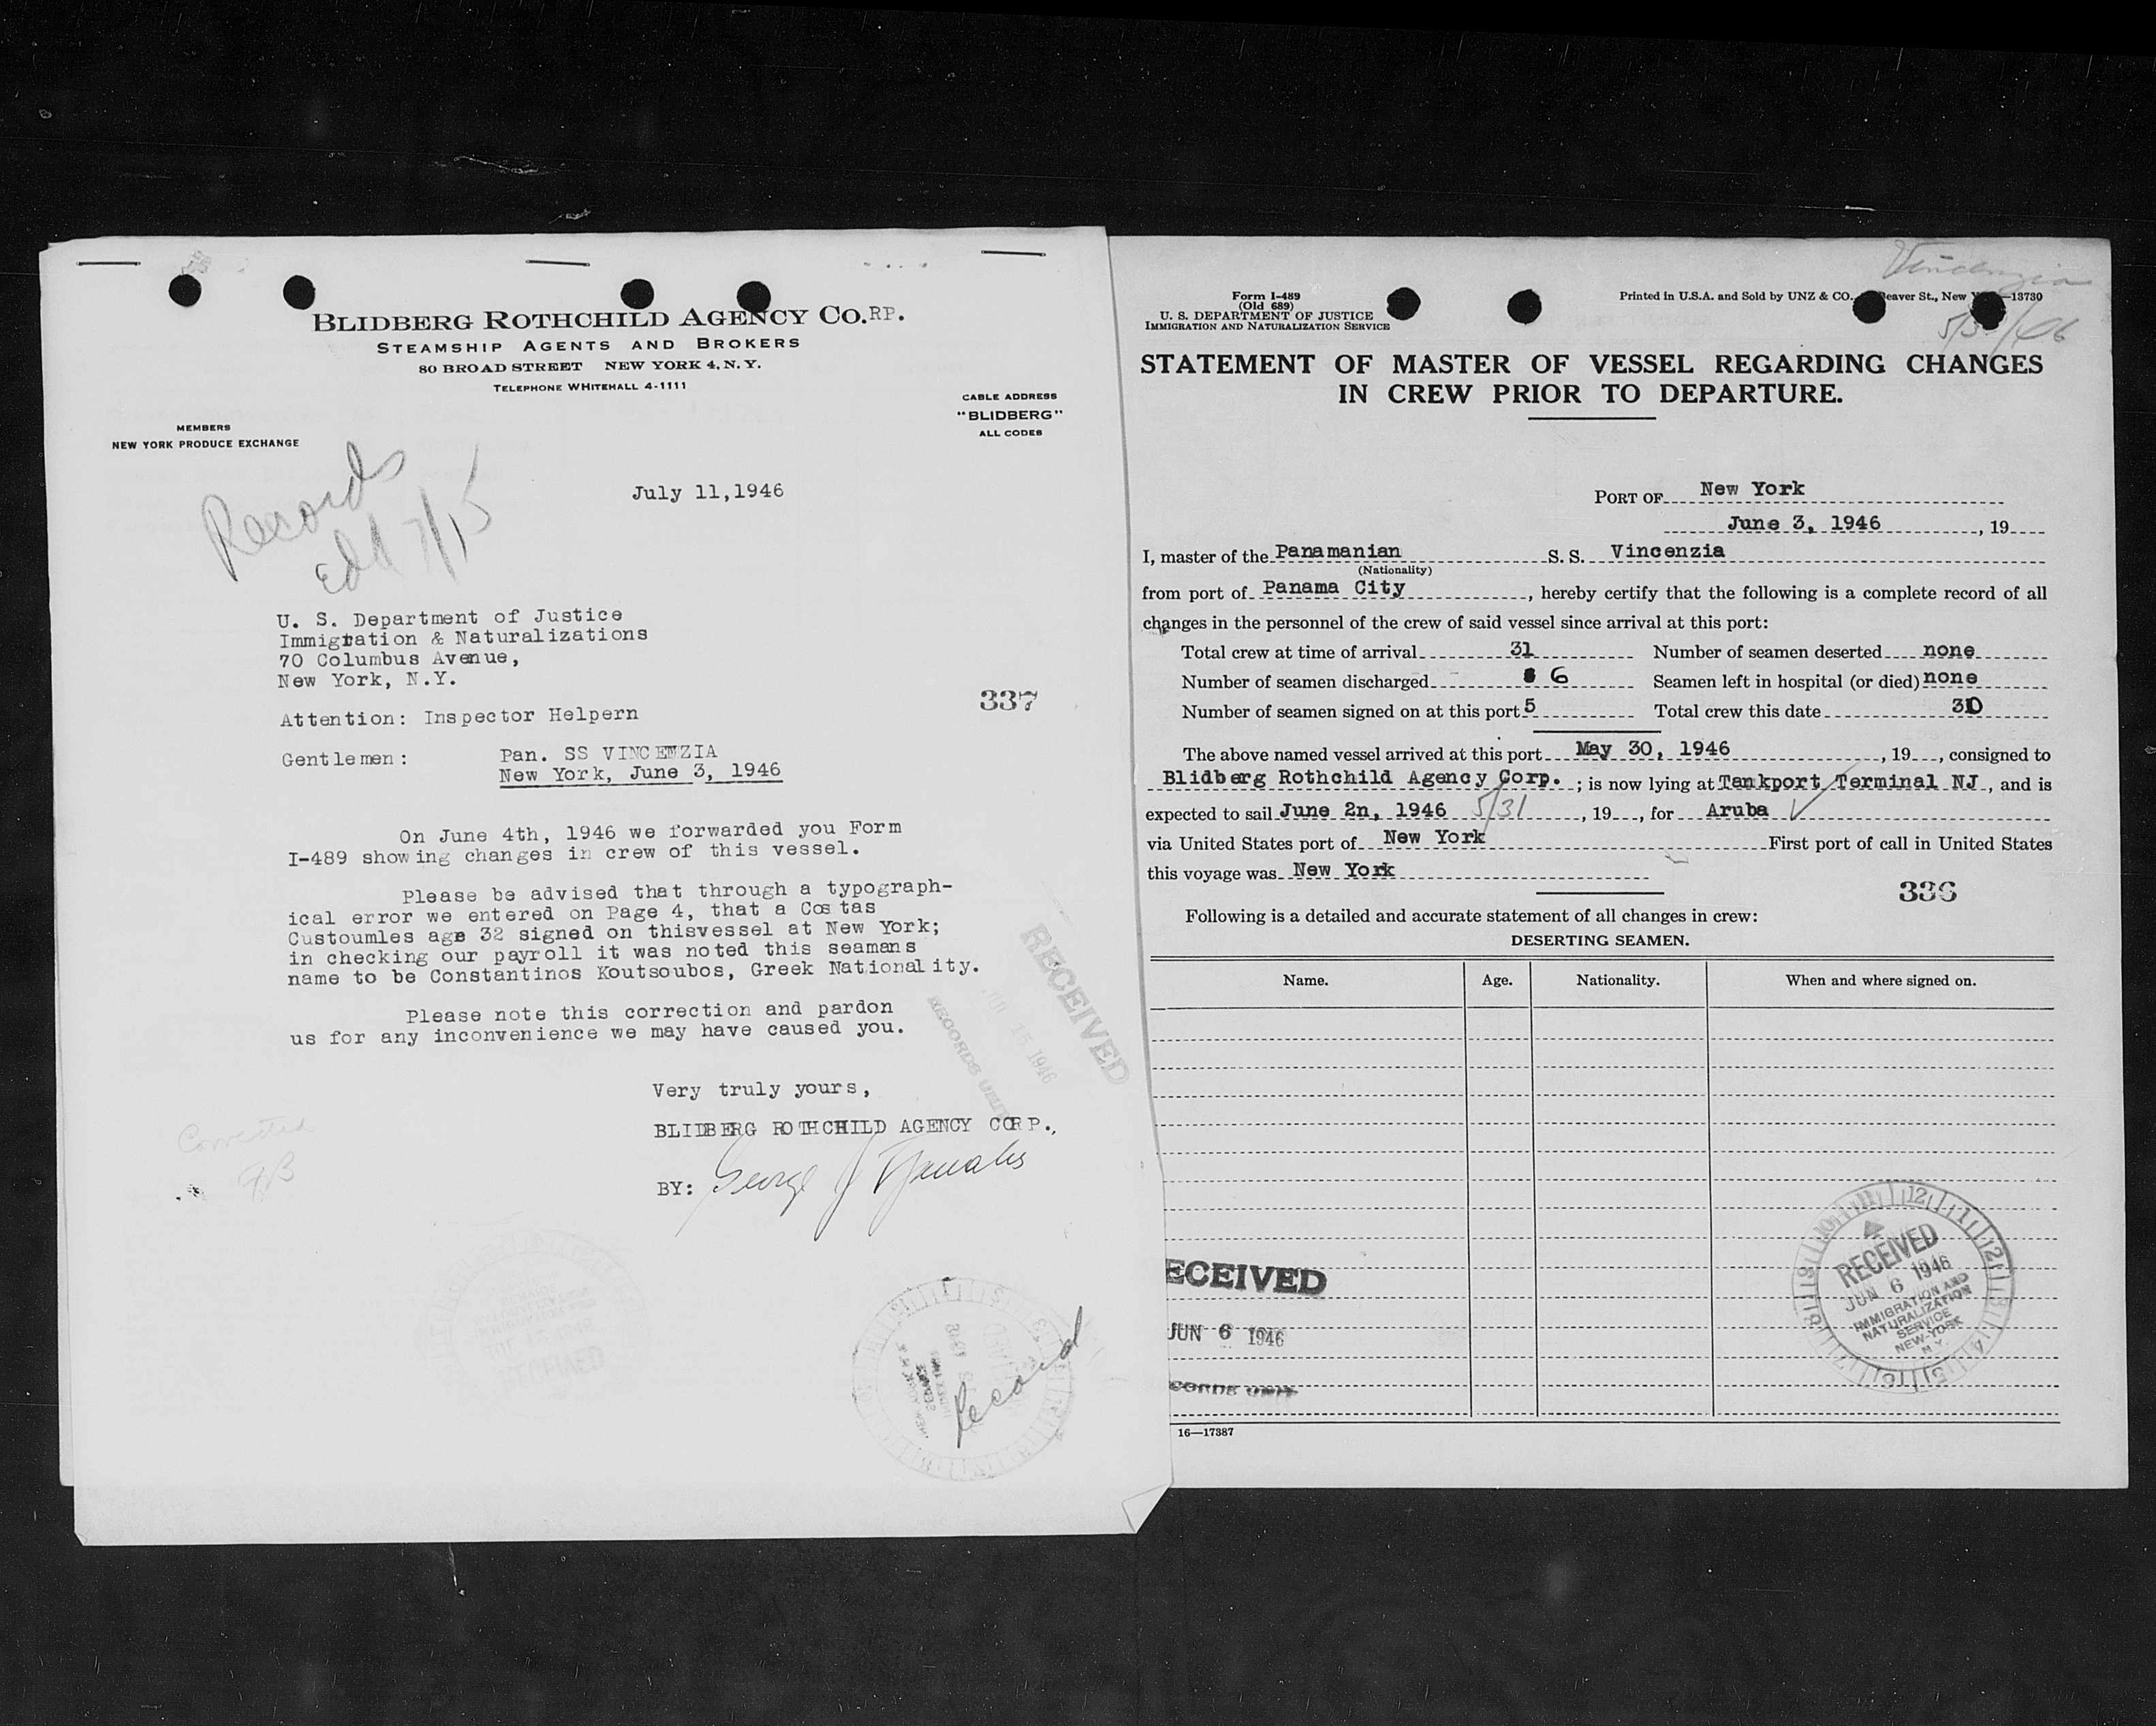 BLIDBERG ROTHCHILD AGENCY CO.RP.
STEAMSHIP AGENTS AND BROKERS
80 BROAD STREET NEW YORK 4, N. Y.
TELEPHONE WHITEHALL 4-1111
CABLE ADDRESS
"BLIDBERG"
ALL CODES
MEMBERS
NEW YORK PRODUCE EXCHANGE
Records
7/15
July 11,1946
U. S. Department of Justice
Immigration & Naturalizations
70 Columbus Avenue,
New York, N.Y.
337
Attention: Inspector Helpern
Gentlemen: Pan. SS VINCENZIA
New York, June 3, 1946
On June 4th, 1946 we forwarded you Form
I-489 showing changes in crew of this vessel.
Please be advised that through a typograph-
ical error we entered on Page 4, that a Costas
Custoumles age 32 signed on thisvessel at New York;
in checking our payroll it was noted this seamans
name to be Constantinos Koutsoubos, Greek Nationality.
Please note this correction and pardon
us for any inconvenience we may have caused you.
RECEIVED
JUL 15 1946
RECORDS UNIT
Very truly yours,
BLIDBERG ROTHCHILD AGENCY CORP.,
BY: George J
Corrected
Record
Vincenzia
Form I-489
(Old 689)
U. S. DEPARTMENT OF JUSTICE
IMMIGRATION AND NATURALIZATION SERVICE
Printed in U.S.A. and Sold by UNZ & CO. Beaver St., New —13730
STATEMENT OF MASTER OF VESSEL REGARDING CHANGES
IN CREW PRIOR TO DEPARTURE.
PORT OF New York
June 3, 1946, 19
I, master of the Panamanian S. S. Vincenzia
(Nationality)
from port of Panama City, hereby certify that the following is a complete record of all
changes in the personnel of the crew of said vessel since arrival at this port:
Total crew at time of arrival 31 Number of seamen deserted none
Number of seamen discharged 6 Seamen left in hospital (or died) none
Number of seamen signed on at this port 5 Total crew this date 30
The above named vessel arrived at this port May 30, 1946, 19, consigned to
Blidberg Rothchild Agency Corp. ; is now lying at Tankport Terminal NJ, and is
expected to sail June 2n, 1946 5/31, 19, for Aruba
via United States port of New York First port of call in United States
this voyage was New York
336
Following is a detailed and accurate statement of all changes in crew:
DESERTING SEAMEN.
Name. Age. Nationality. When and where signed on.
ECEIVED
JUN 6 1946
CORDS UNIT
RECEIVED
JUN 6 1946
IMMIGRATION AND
NATURALIZATION
SERVICE
NEW-YORK
N.Y.
16—17387